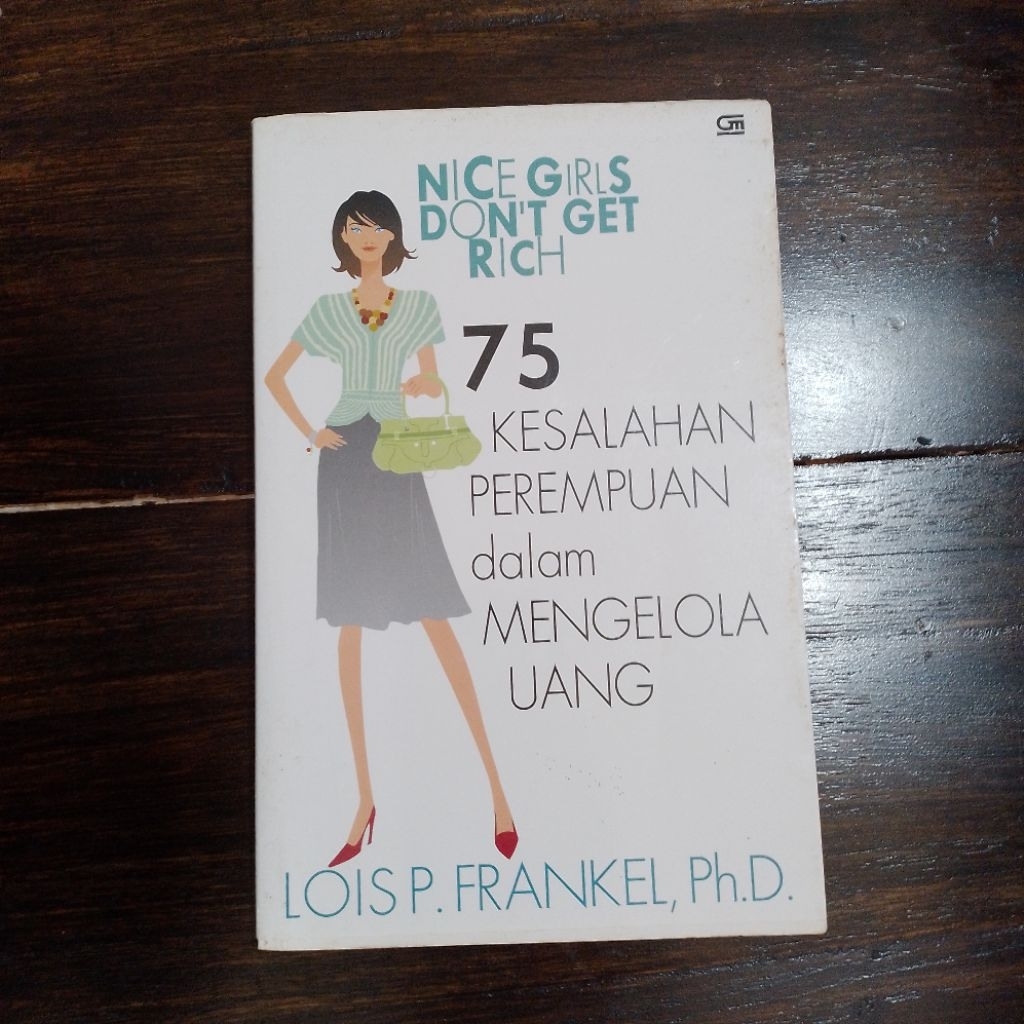 NICE GIRLS
DON'T GET
RICH
75
KESALAHAN
PEREMPUAN
dalam
MENGELOLA
UANG
LOIS P. FRANKEL, Ph.D.